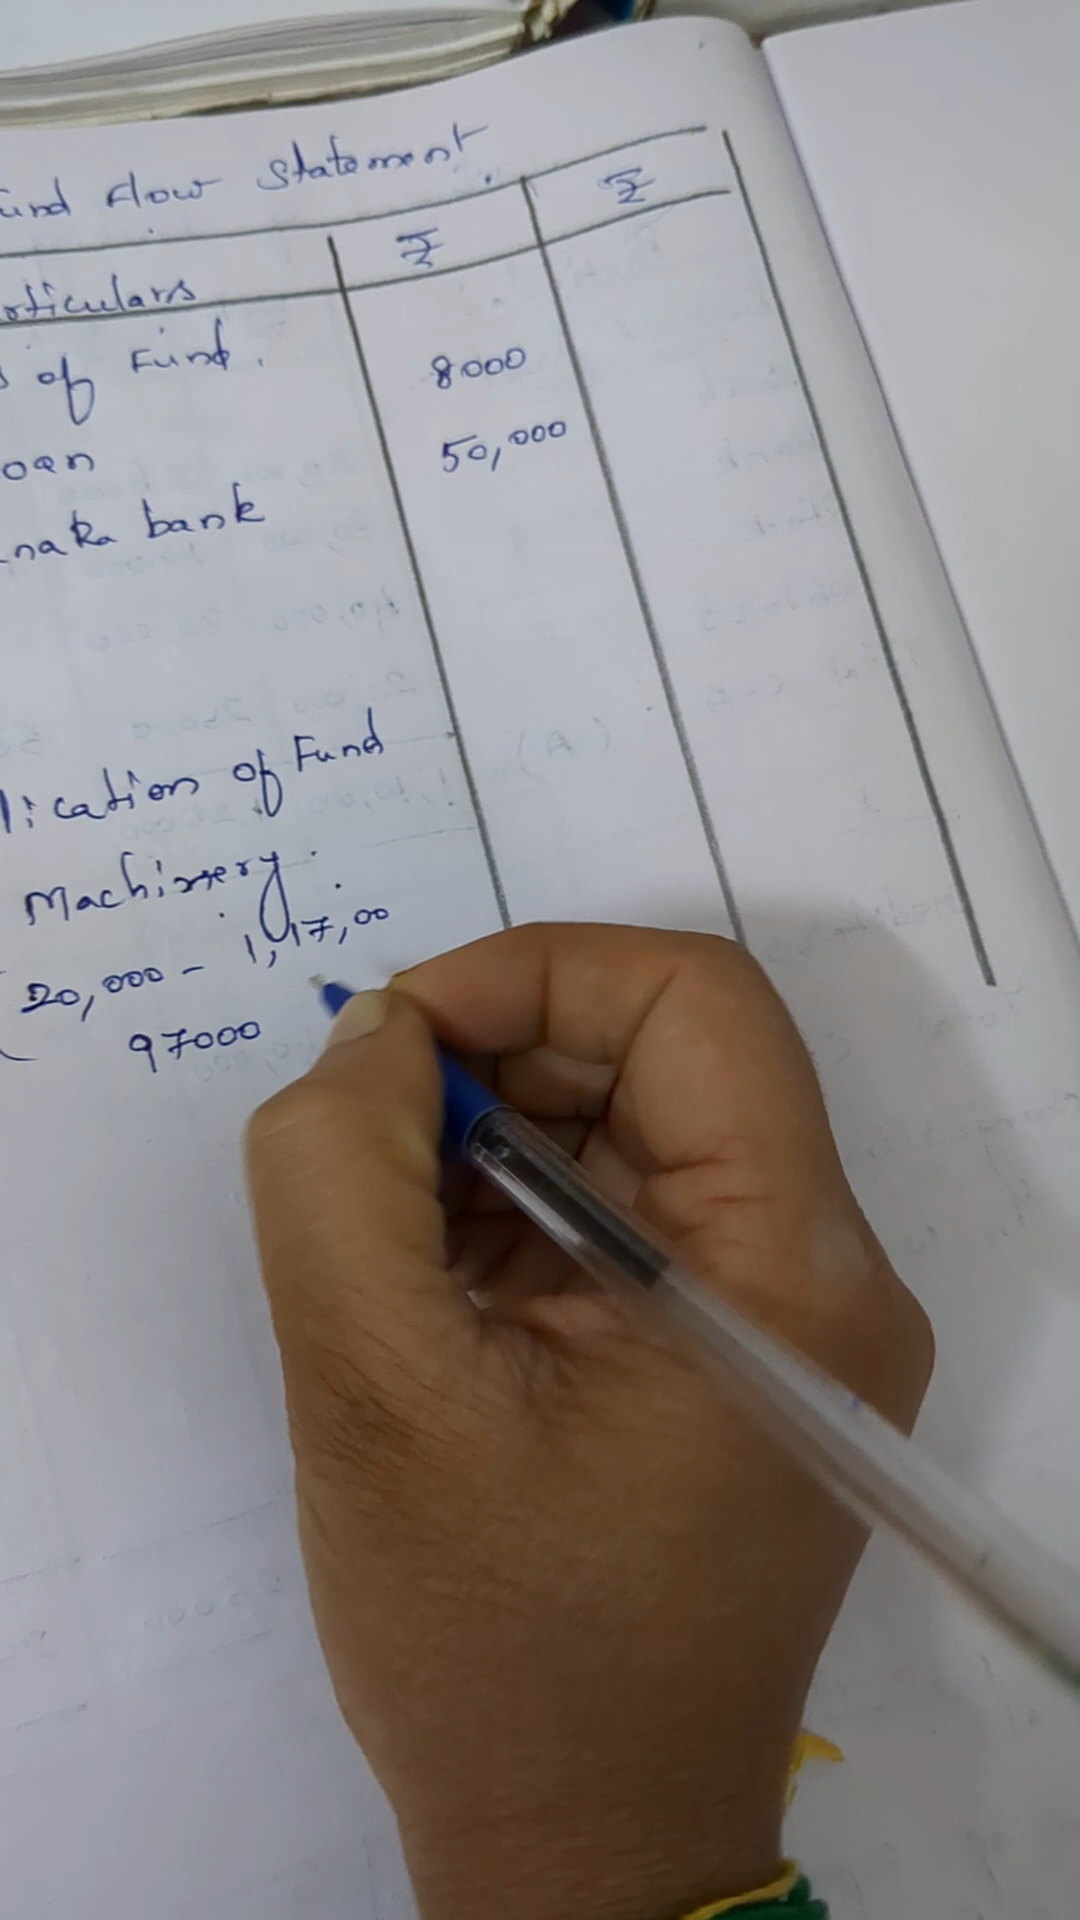 und flow statement
₹ ₹
articulars
s of Fund. 8000
oan 50,000
naka bank
lication of Fund
Machinery
20,000 - 1,17,00
97000
(A)